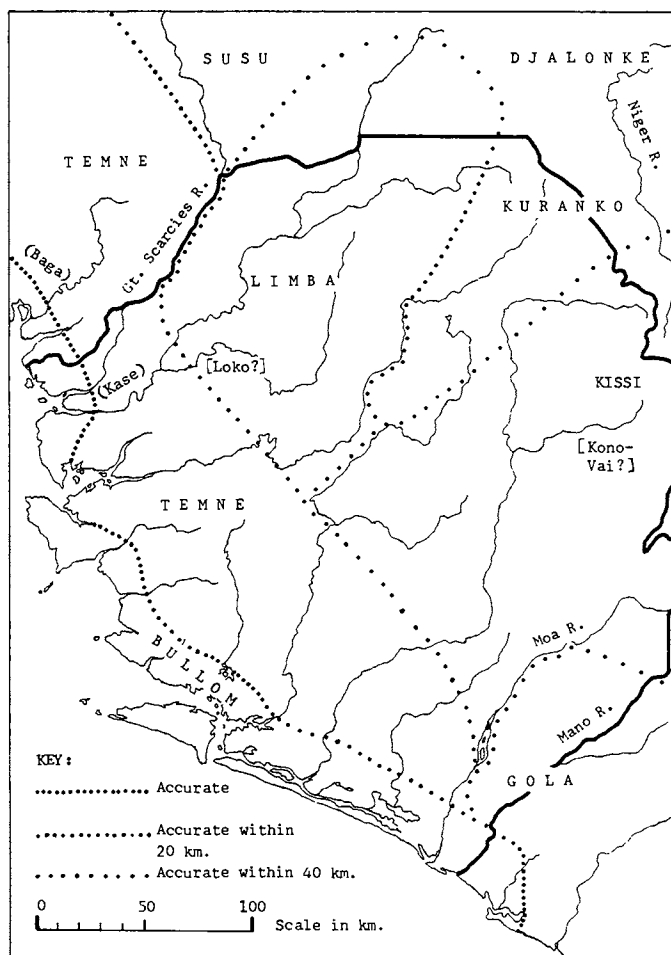 SUSU
DJALONKE
Niger R.
TEMNE
Gt. Scarcies R.
KURANKO
(Baga)
LIMBA
(Kase)
[Loko?]
KISSI
[Kono-
Vai?]
TEMNE
BULLOM
Moa R.
Mano R.
GOLA
KEY:
Accurate
Accurate within
20 km.
Accurate within 40 km.
0 50 100
Scale in km.